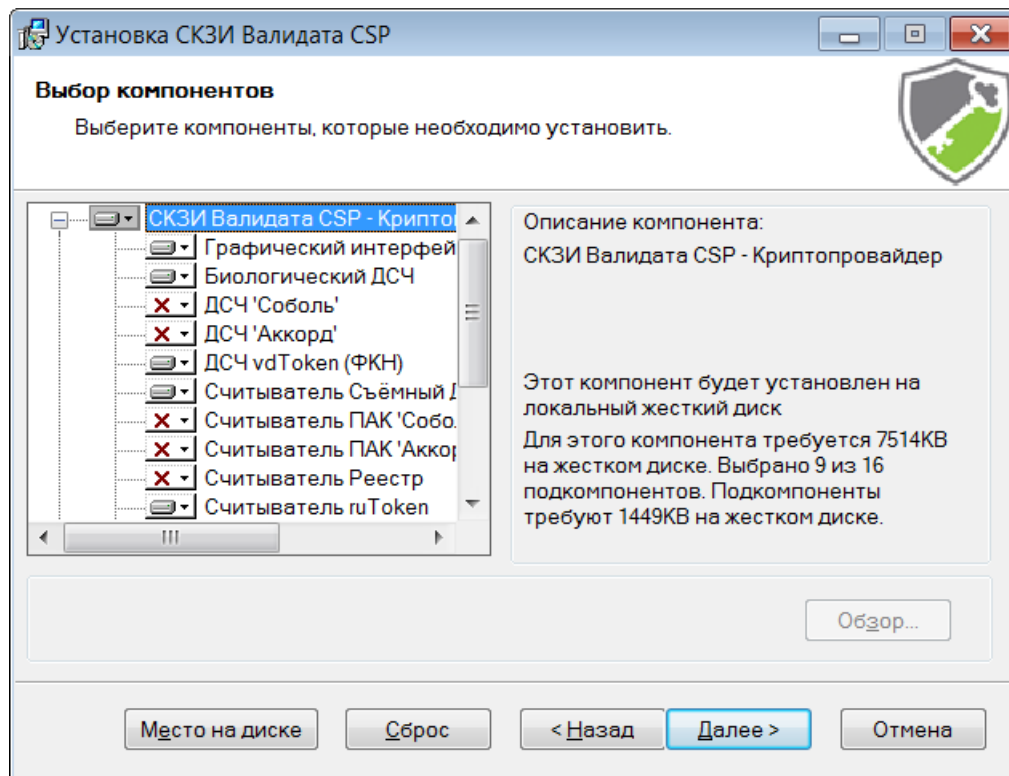 Установка СКЗИ Валидата CSP
Выбор компонентов
Выберите компоненты, которые необходимо установить.
СКЗИ Валидата CSP - Крипто
Графический интерфей
Биологический ДСЧ
ДСЧ 'Соболь'
ДСЧ 'Аккорд'
ДСЧ vdToken (ФКН)
Считыватель Съёмный Д
Считыватель ПАК 'Собо
Считыватель ПАК 'Аккор
Считыватель Реестр
Считыватель ruToken
Описание компонента:
СКЗИ Валидата CSP - Криптопровайдер
Этот компонент будет установлен на
локальный жесткий диск
Для этого компонента требуется 7514KB
на жестком диске. Выбрано 9 из 16
подкомпонентов. Подкомпоненты
требуют 1449KB на жестком диске.
Обзор...
Место на диске
Сброс
< Назад
Далее >
Отмена